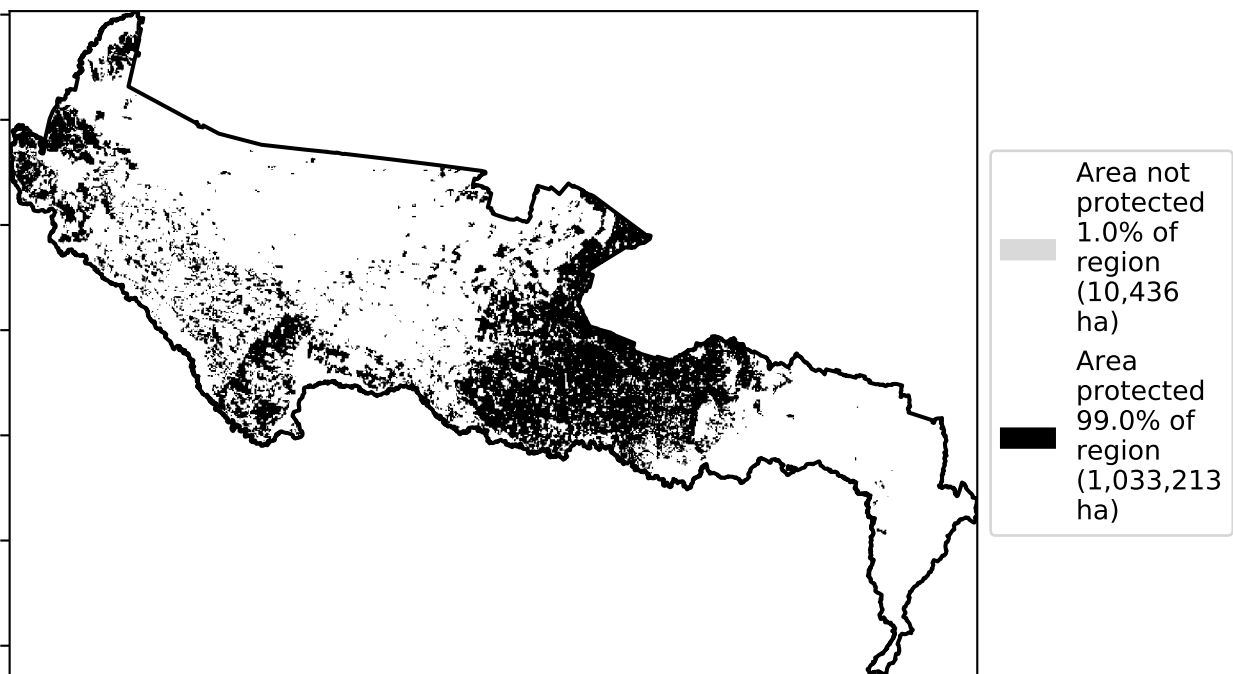 Area not
protected
1.0% of
region
(10,436
ha)
Area
protected
99.0% of
region
(1,033,213
ha)